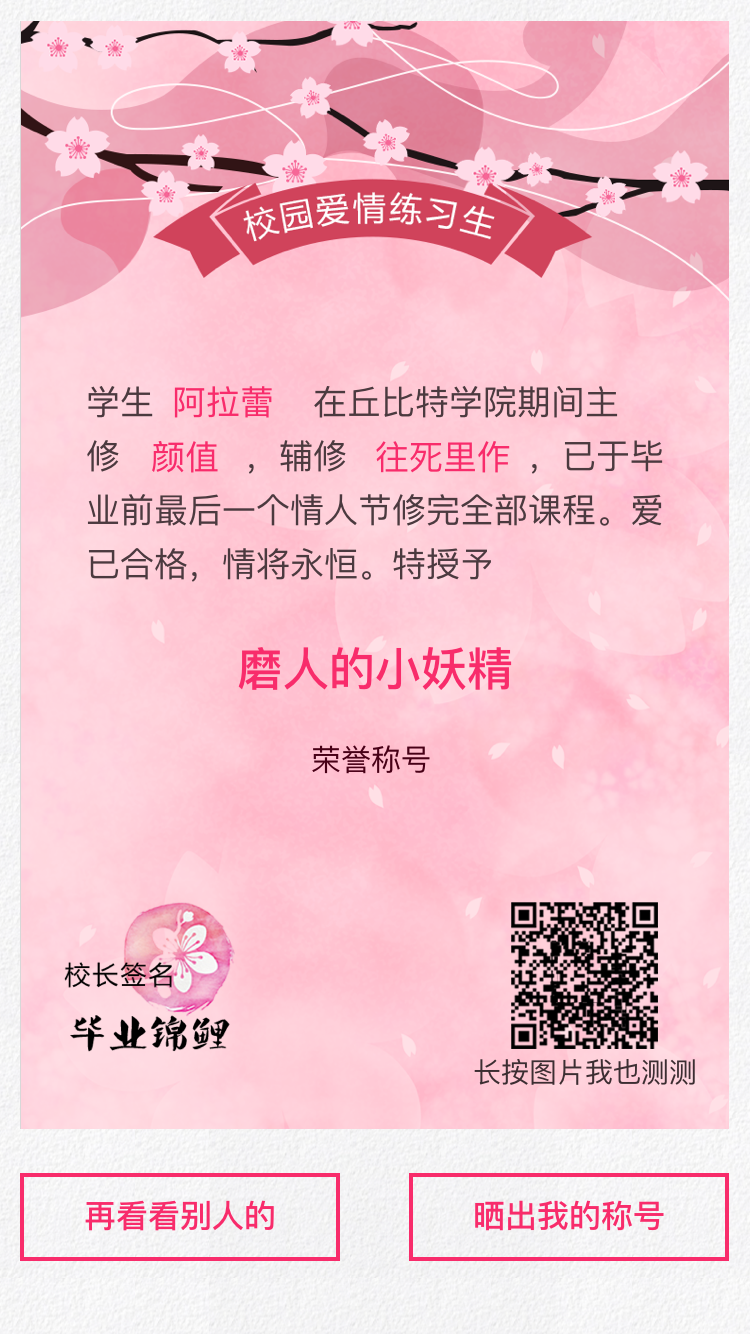 校园爱情练习生
学生 阿拉蕾 在丘比特学院期间主
修 颜值 ，辅修 往死里作 ，已于毕
业前最后一个情人节修完全部课程。爱
已合格，情将永恒。特授予
磨人的小妖精
荣誉称号
校长签名
毕业锦鲤
长按图片我也测测
再看看别人的
晒出我的称号